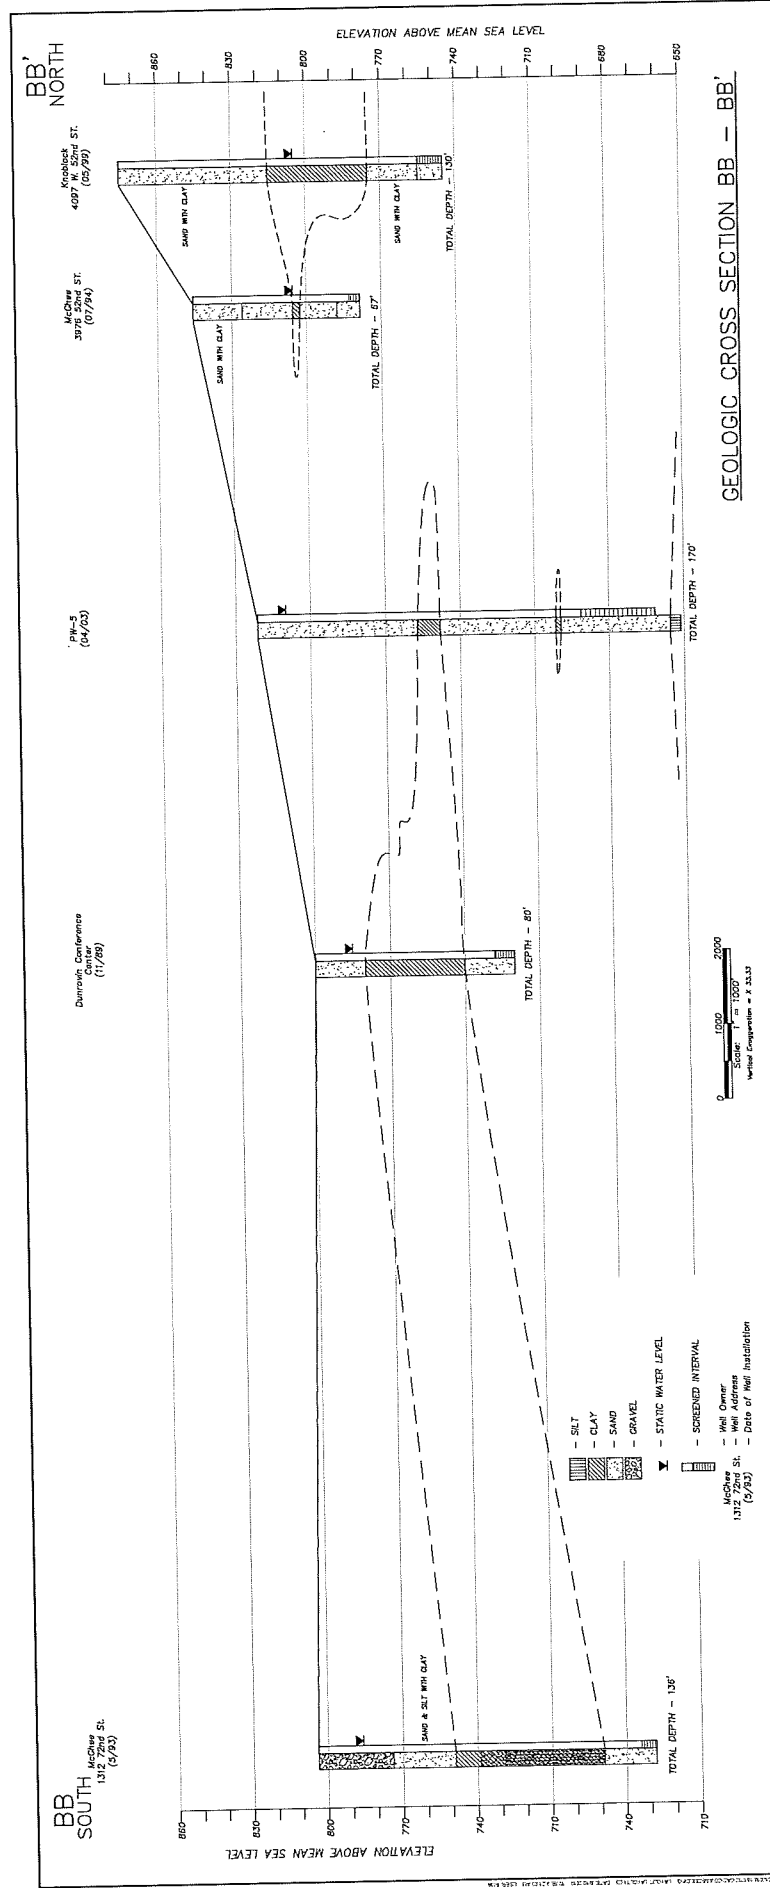 BB
SOUTH
McGhee
1312 72nd St.
(5/93)
Dunrovin Conference
Center
(11/89)
PW-5
(04/03)
McGhee
3976 52nd ST.
(07/94)
Knoblock
4097 W. 52nd ST.
(05/99)
BB'
NORTH
860
830
800
770
740
710
740
710
ELEVATION ABOVE MEAN SEA LEVEL
860
830
800
770
740
710
680
650
ELEVATION ABOVE MEAN SEA LEVEL
SAND & SILT WITH CLAY
TOTAL DEPTH - 136'
TOTAL DEPTH - 80'
TOTAL DEPTH - 170'
SAND WITH CLAY
TOTAL DEPTH - 67'
SAND WITH CLAY
SAND WITH CLAY
TOTAL DEPTH - 130'
- SILT
- CLAY
- SAND
- GRAVEL
- STATIC WATER LEVEL
- SCREENED INTERVAL
McGhee - Well Owner
1312 72nd St. - Well Address
(5/93) - Date of Well Installation
0 1000 2000
Scale: 1" = 1000'
Vertical Exaggeration = X 33.33
GEOLOGIC CROSS SECTION BB - BB'